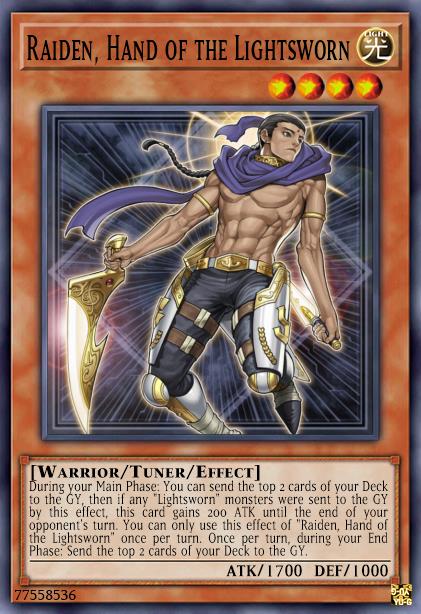 RAIDEN, HAND OF THE LIGHTSWORN
LIGHT
光
[WARRIOR/TUNER/EFFECT]
During your Main Phase: You can send the top 2 cards of your Deck
to the GY, then if any "Lightsworn" monsters were sent to the GY
by this effect, this card gains 200 ATK until the end of your
opponent's turn. You can only use this effect of "Raiden, Hand of
the Lightsworn" once per turn. Once per turn, during your End
Phase: Send the top 2 cards of your Deck to the GY.
ATK/1700 DEF/1000
77558536